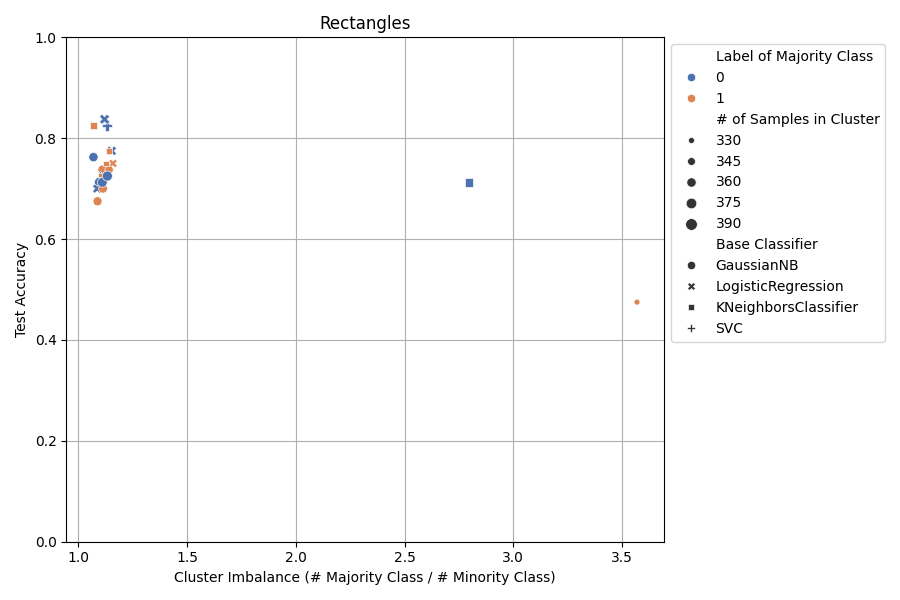 Rectangles
1.0
0.8
0.6
0.4
0.2
0.0
Test Accuracy
1.0 1.5 2.0 2.5 3.0 3.5
Cluster Imbalance (# Majority Class / # Minority Class)
Label of Majority Class
0
1
# of Samples in Cluster
330
345
360
375
390
Base Classifier
GaussianNB
LogisticRegression
KNeighborsClassifier
SVC